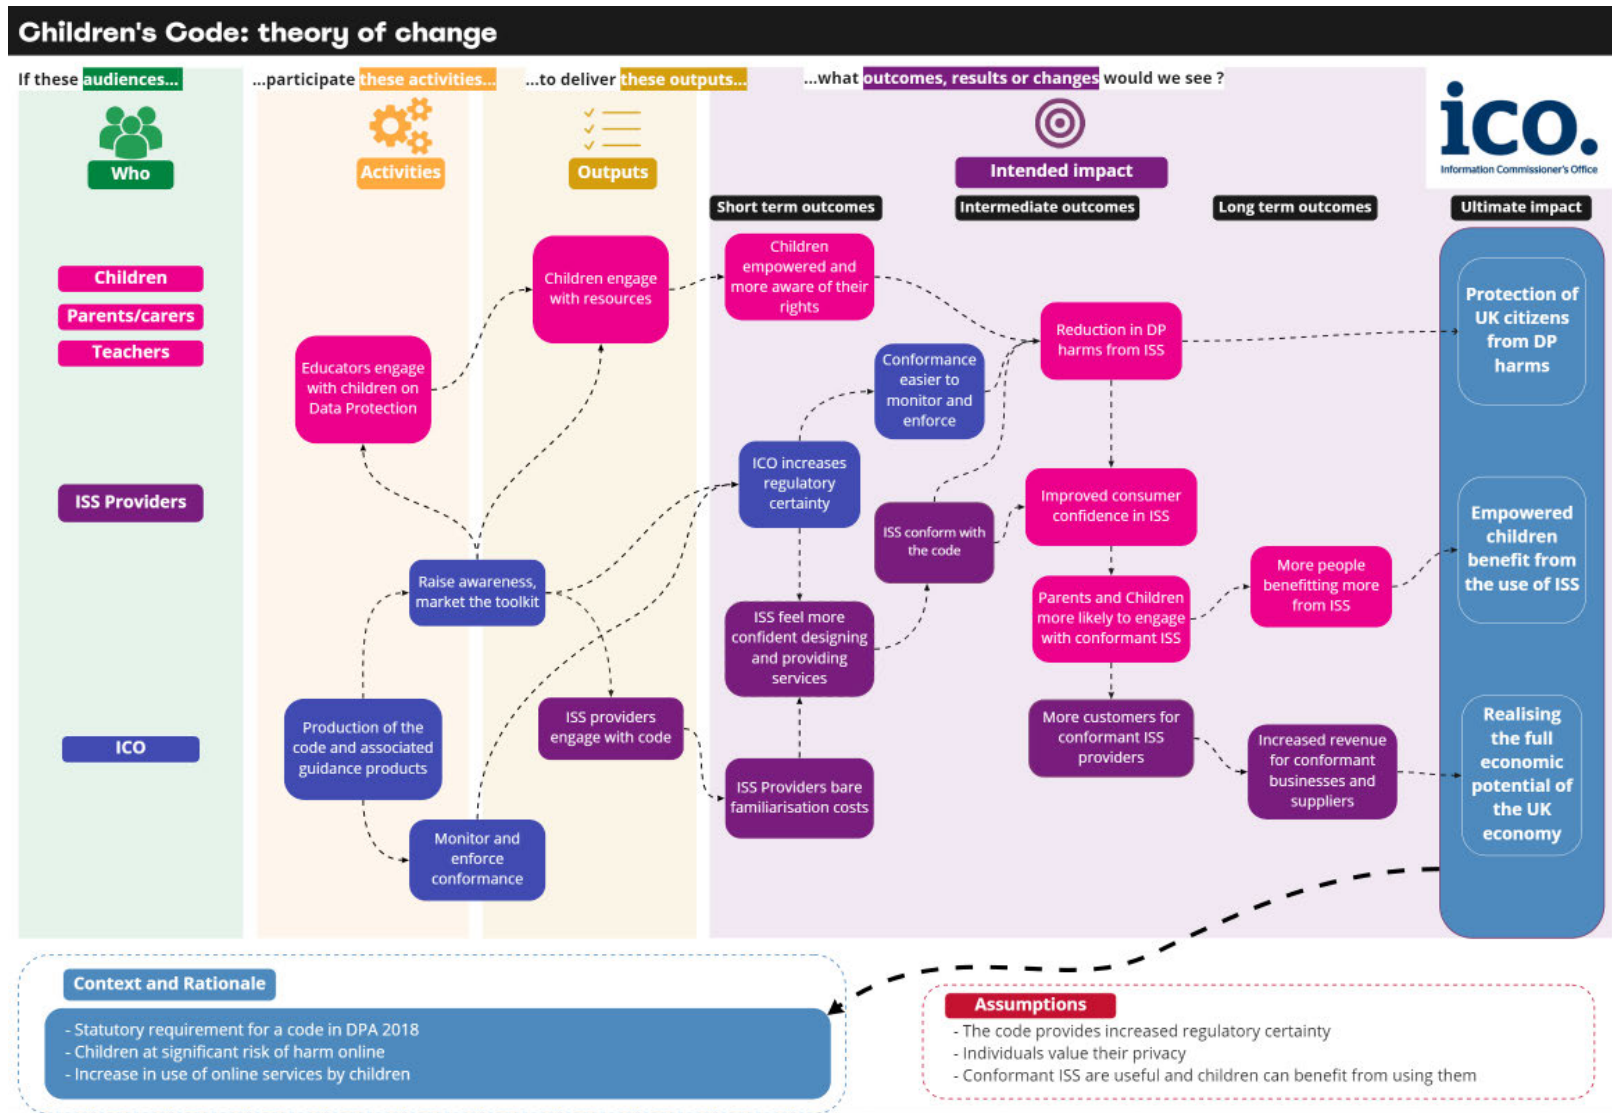 Children's Code: theory of change
If these audiences...
...participate these activities...
...to deliver these outputs...
...what outcomes, results or changes would we see ?
ico.
Information Commissioner's Office
Who
Activities
Outputs
Intended impact
Short term outcomes
Intermediate outcomes
Long term outcomes
Ultimate impact
Children
Parents/carers
Teachers
ISS Providers
ICO
Educators engage
with children on
Data Protection
Raise awareness,
market the toolkit
Production of the
code and associated
guidance products
Monitor and
enforce
conformance
Children engage
with resources
ISS providers
engage with code
Children
empowered and
more aware of their
rights
Conformance
easier to
monitor and
enforce
ICO increases
regulatory
certainty
ISS conform with
the code
ISS feel more
confident designing
and providing
services
ISS Providers bare
familiarisation costs
Reduction in DP
harms from ISS
Improved consumer
confidence in ISS
Parents and Children
more likely to engage
with conformant ISS
More customers for
conformant ISS
providers
More people
benefitting more
from ISS
Increased revenue
for conformant
businesses and
suppliers
Protection of
UK citizens
from DP
harms
Empowered
children
benefit from
the use of ISS
Realising
the full
economic
potential of
the UK
economy
Context and Rationale
- Statutory requirement for a code in DPA 2018
- Children at significant risk of harm online
- Increase in use of online services by children
Assumptions
- The code provides increased regulatory certainty
- Individuals value their privacy
- Conformant ISS are useful and children can benefit from using them